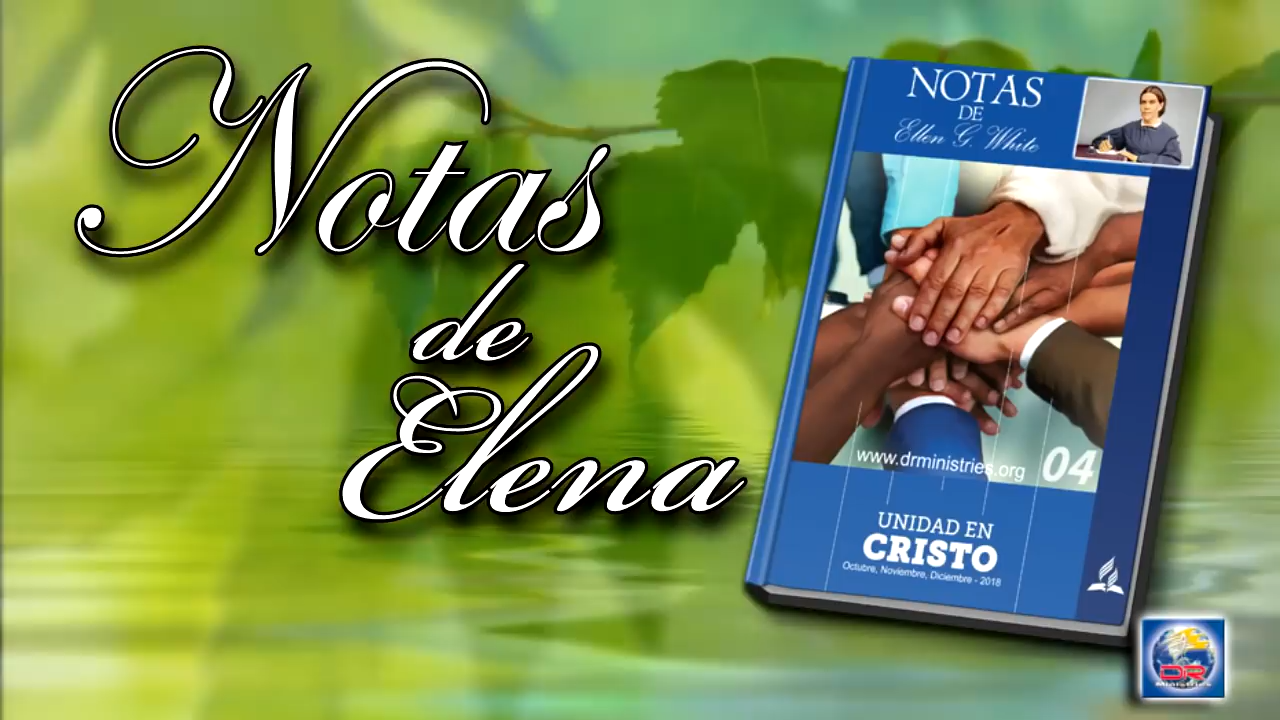 Notas
de
Elena
NOTAS
DE
Ellen G. White
www.drministries.org 04
UNIDAD EN
CRISTO
Octubre, Noviembre, Diciembre - 2018
DR
Ministries